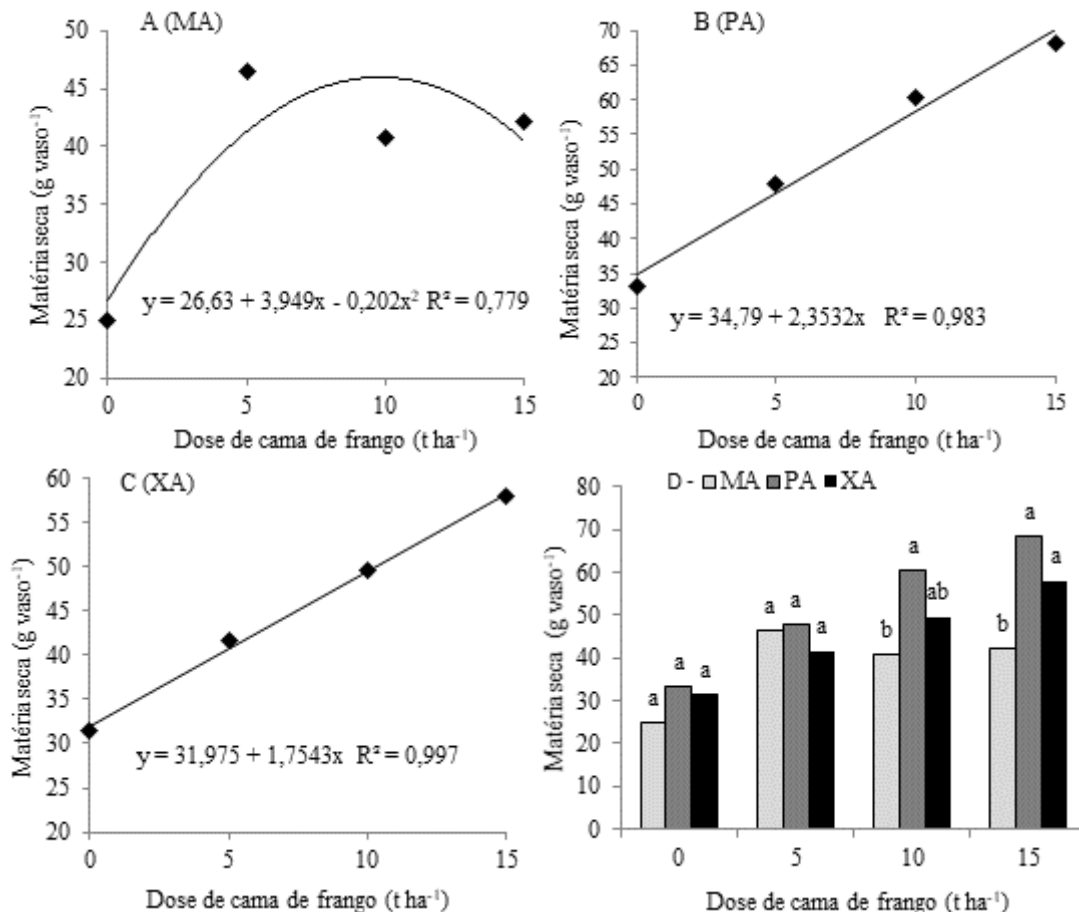 A (MA)
50
45
40
35
30
25
20
Matéria seca (g vaso⁻¹)
y = 26,63 + 3,949x - 0,202x² R² = 0,779
0 5 10 15
Dose de cama de frango (t ha⁻¹)
B (PA)
70
65
60
55
50
45
40
35
30
25
20
Matéria seca (g vaso⁻¹)
y = 34,79 + 2,3532x R² = 0,983
0 5 10 15
Dose de cama de frango (t ha⁻¹)
C (XA)
60
50
45
40
35
30
25
20
Matéria seca (g vaso⁻¹)
y = 31,975 + 1,7543x R² = 0,997
0 5 10 15
Dose de cama de frango (t ha⁻¹)
D - MA PA XA
80
70
60
50
40
30
20
10
0
Matéria seca (g vaso⁻¹)
a a a
a a a
b a ab
b a a
0 5 10 15
Dose de cama de frango (t ha⁻¹)